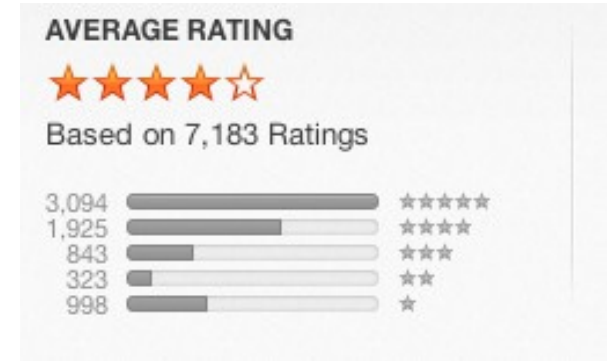 AVERAGE RATING
Based on 7,183 Ratings
3,094
1,925
843
323
998